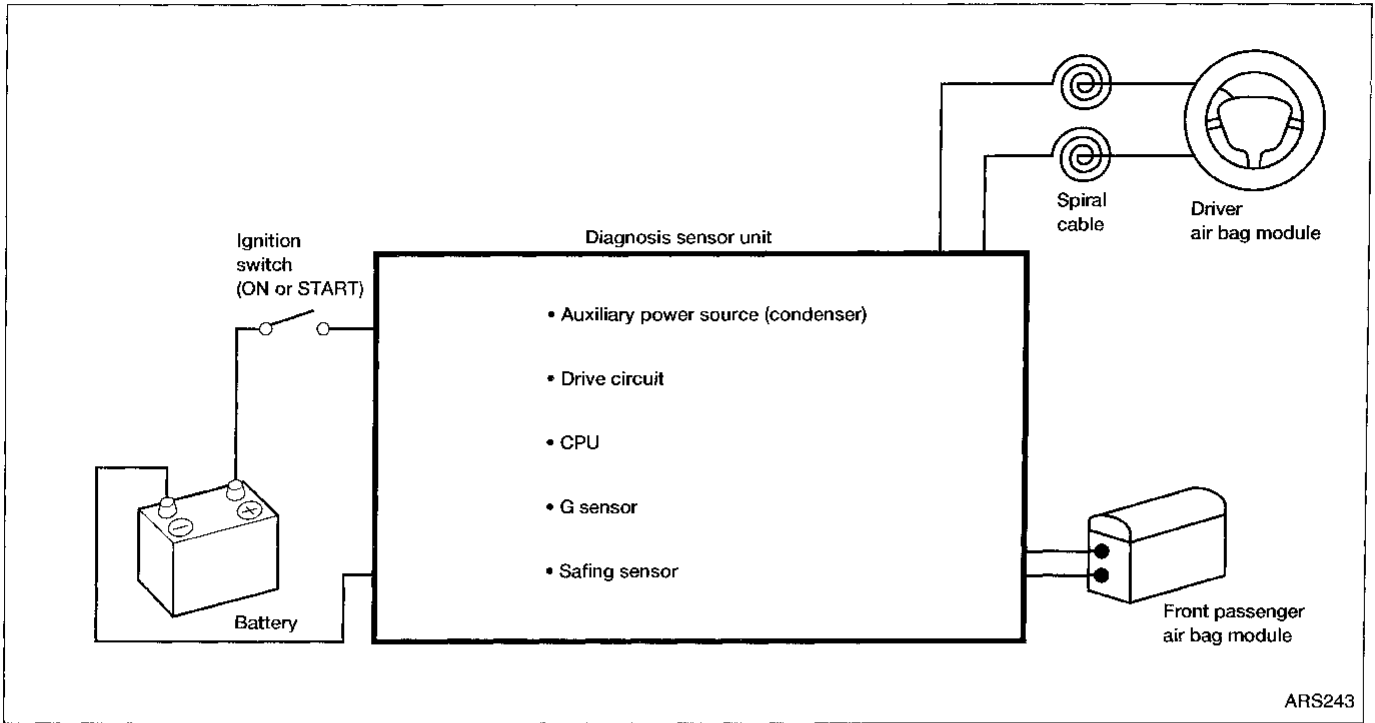 Spiral
cable
Driver
air bag module
Ignition
switch
(ON or START)
Diagnosis sensor unit
• Auxiliary power source (condenser)
• Drive circuit
• CPU
• G sensor
• Safing sensor
− +
Battery
Front passenger
air bag module
ARS243